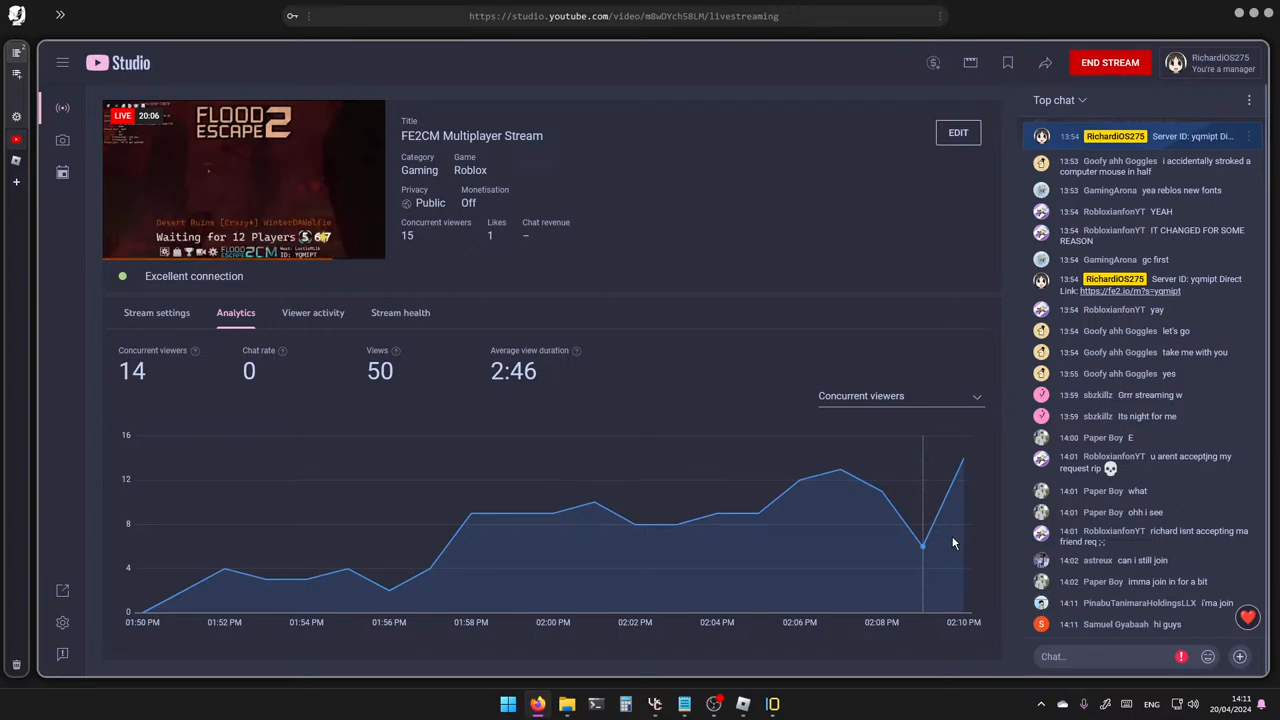 https://studio.youtube.com/video/m8wDYch58LM/livestreaming
2
Studio
END STREAM
RichardiOS275
You're a manager
LIVE 20:06
FLOOD
ESCAPE 2
Desert Ruins [Crazy+] WinterDAWolfie
Waiting for 12 Players
FLOOD
ESCAPE 2CM
ID: YQMIPT
Title
FE2CM Multiplayer Stream
Category
Game
Gaming
Roblox
Privacy
Monetisation
Public
Off
Concurrent viewers
Likes
Chat revenue
15
1
–
EDIT
Excellent connection
Stream settings
Analytics
Viewer activity
Stream health
Concurrent viewers
Chat rate
Views
Average view duration
14
0
50
2:46
Concurrent viewers
16
12
8
4
0
01:50 PM
01:52 PM
01:54 PM
01:56 PM
01:58 PM
02:00 PM
02:02 PM
02:04 PM
02:06 PM
02:08 PM
02:10 PM
Top chat
13:54 RichardiOS275 Server ID: yqmipt Di...
13:53 Goofy ahh Goggles i accidentally stroked a
computer mouse in half
13:53 GamingArona yea reblos new fonts
13:54 RobloxianfonYT YEAH
13:54 RobloxianfonYT IT CHANGED FOR SOME
REASON
13:54 GamingArona gc first
13:54 RichardiOS275 Server ID: yqmipt Direct
Link: https://fe2.io/m?s=yqmipt
13:54 RobloxianfonYT yay
13:54 Goofy ahh Goggles let's go
13:54 Goofy ahh Goggles take me with you
13:55 Goofy ahh Goggles yes
13:59 sbzkillz Grrr streaming w
13:59 sbzkillz Its night for me
14:00 Paper Boy E
14:01 RobloxianfonYT u arent acceptjng my
request rip 💀
14:01 Paper Boy what
14:01 Paper Boy ohh i see
14:01 RobloxianfonYT richard isnt accepting ma
friend req ;-;
14:02 astreux can i still join
14:02 Paper Boy imma join in for a bit
14:11 PinabuTanimaraHoldingsLLX i'ma join
14:11 Samuel Gyabaah hi guys
Chat...
ENG
14:11
20/04/2024